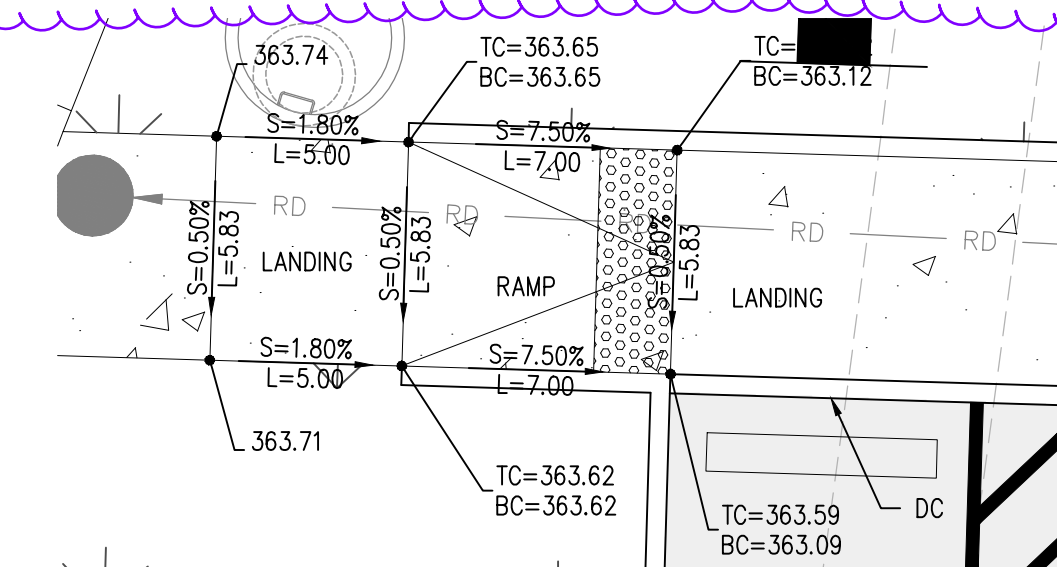 363.74
TC=363.65
BC=363.65
TC=
BC=363.12
S=1.80%
L=5.00
S=7.50%
L=7.00
RD
RD
RD
RD
RD
S=0.50%
L=5.83
S=0.50%
L=5.83
S=0.50%
L=5.83
LANDING
RAMP
LANDING
S=1.80%
L=5.00
S=7.50%
L=7.00
363.71
TC=363.62
BC=363.62
TC=363.59
BC=363.09
DC